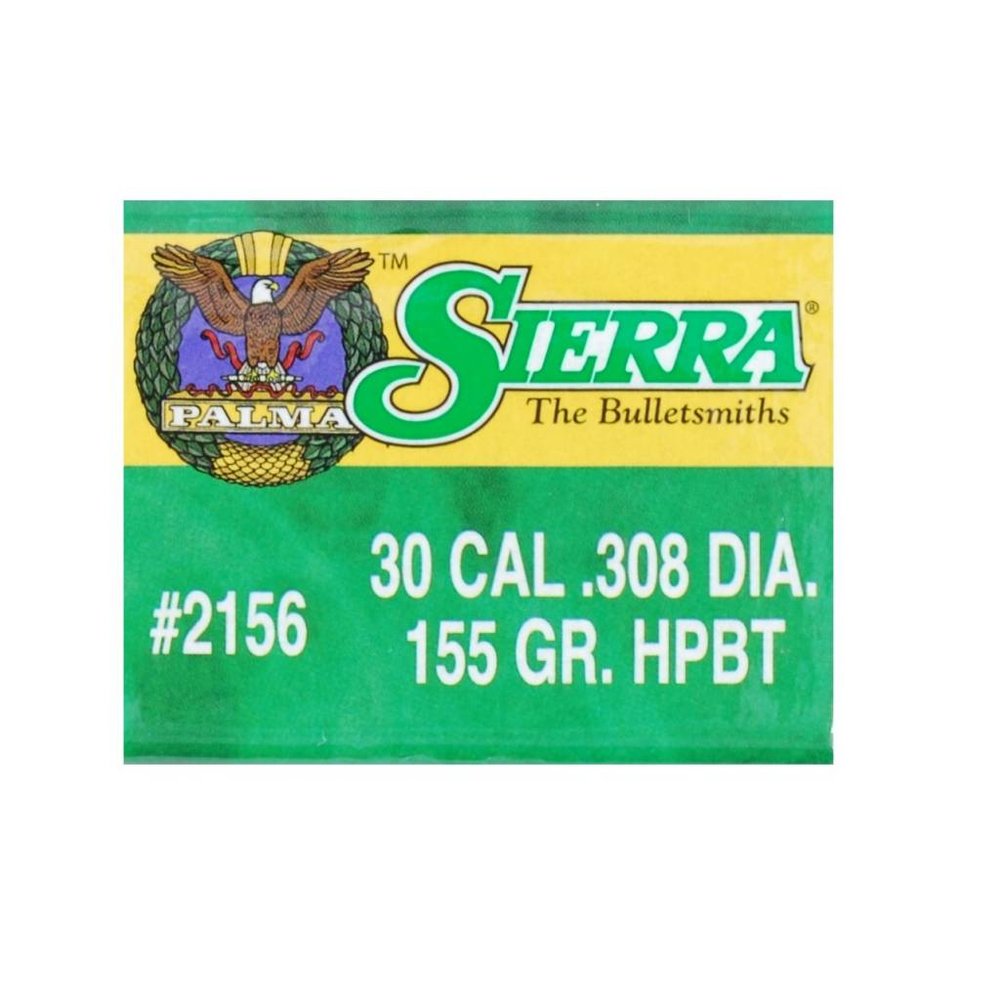 PALMA
™
SIERRA®
The Bulletsmiths
#2156
30 CAL .308 DIA.
155 GR. HPBT